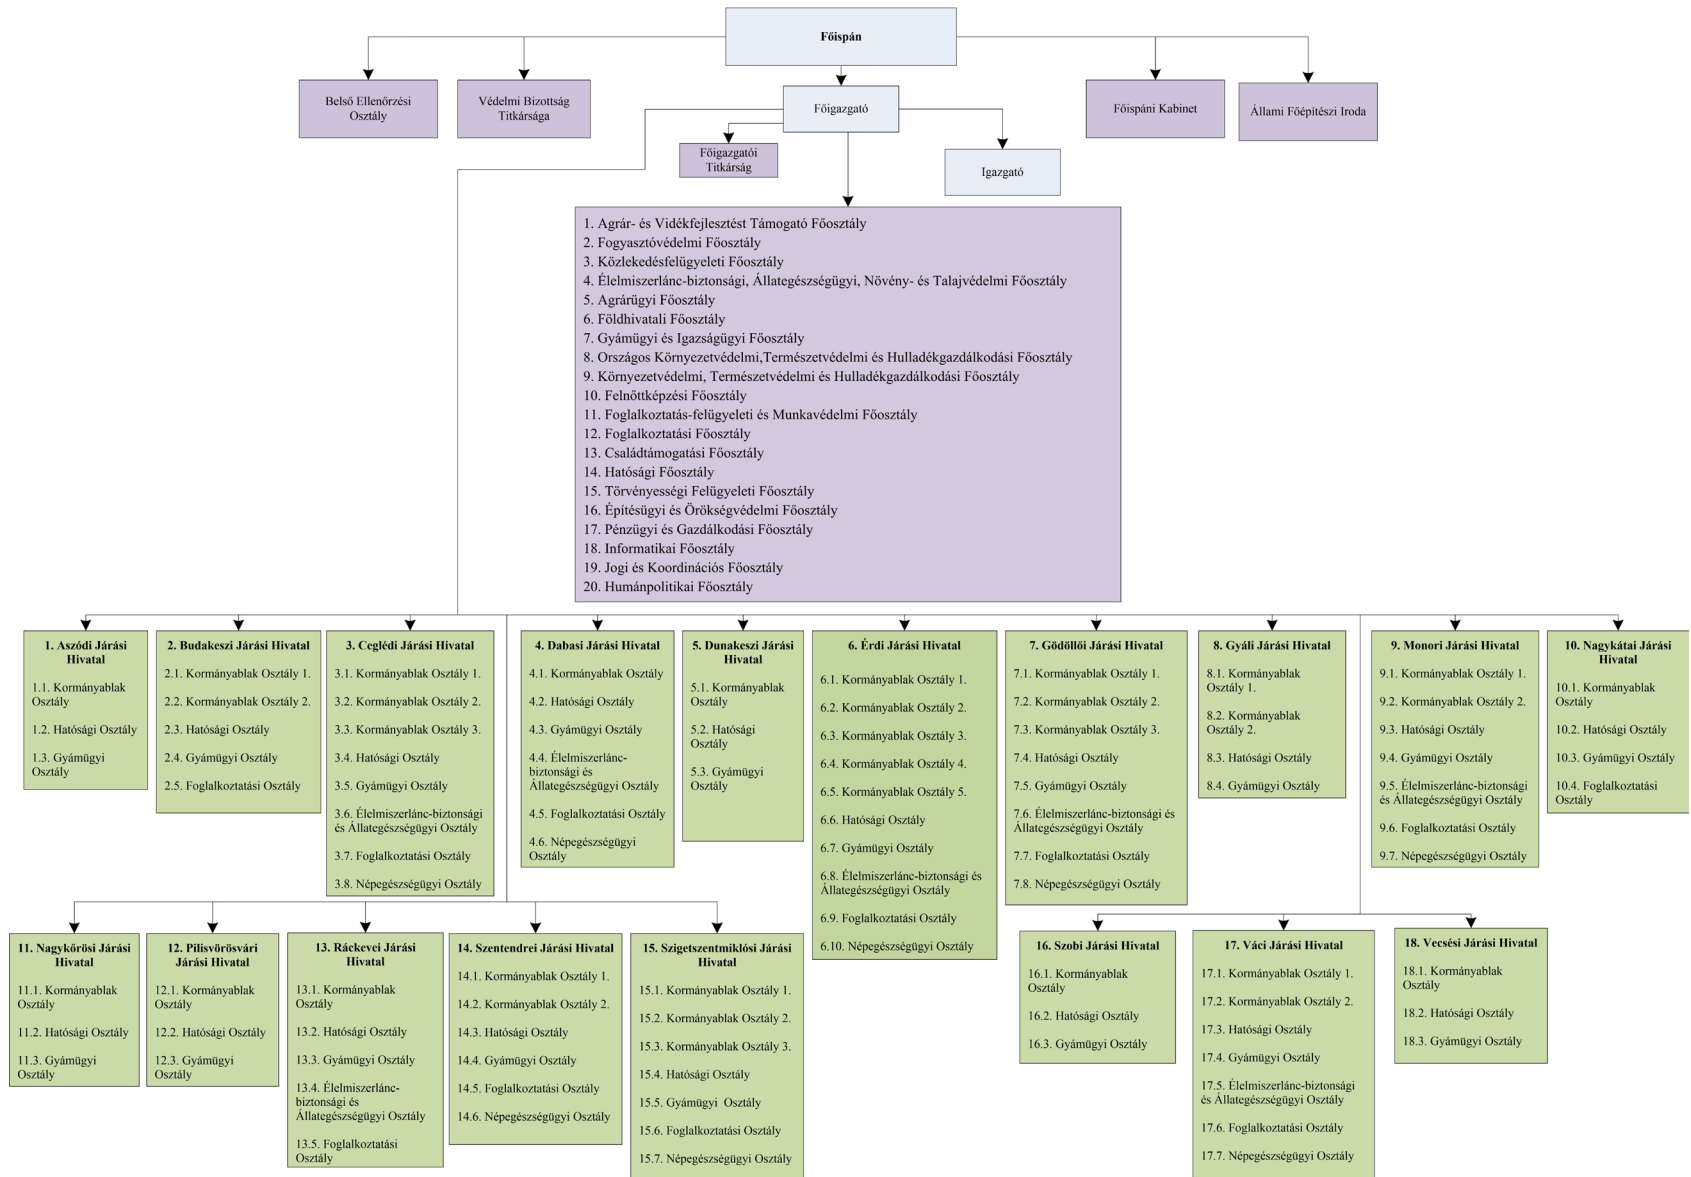 Főispán
Belső Ellenőrzési
Osztály
Védelmi Bizottság
Titkársága
Főigazgató
Főispáni Kabinet
Állami Főépítészi Iroda
Főigazgatói
Titkárság
Igazgató
1. Agrár- és Vidékfejlesztést Támogató Főosztály
2. Fogyasztóvédelmi Főosztály
3. Közlekedésfelügyeleti Főosztály
4. Élelmiszerlánc-biztonsági, Állategészségügyi, Növény- és Talajvédelmi Főosztály
5. Agrárügyi Főosztály
6. Földhivatali Főosztály
7. Gyámügyi és Igazságügyi Főosztály
8. Országos Környezetvédelmi,Természetvédelmi és Hulladékgazdálkodási Főosztály
9. Környezetvédelmi, Természetvédelmi és Hulladékgazdálkodási Főosztály
10. Felnőttképzési Főosztály
11. Foglalkoztatás-felügyeleti és Munkavédelmi Főosztály
12. Foglalkoztatási Főosztály
13. Családtámogatási Főosztály
14. Hatósági Főosztály
15. Törvényességi Felügyeleti Főosztály
16. Építésügyi és Örökségvédelmi Főosztály
17. Pénzügyi és Gazdálkodási Főosztály
18. Informatikai Főosztály
19. Jogi és Koordinációs Főosztály
20. Humánpolitikai Főosztály
1. Aszódi Járási
Hivatal
1.1. Kormányablak
Osztály
1.2. Hatósági Osztály
1.3. Gyámügyi
Osztály
2. Budakeszi Járási Hivatal
2.1. Kormányablak Osztály 1.
2.2. Kormányablak Osztály 2.
2.3. Hatósági Osztály
2.4. Gyámügyi Osztály
2.5. Foglalkoztatási Osztály
3. Ceglédi Járási Hivatal
3.1. Kormányablak Osztály 1.
3.2. Kormányablak Osztály 2.
3.3. Kormányablak Osztály 3.
3.4. Hatósági Osztály
3.5. Gyámügyi Osztály
3.6. Élelmiszerlánc-biztonsági
és Állategészségügyi Osztály
3.7. Foglalkoztatási Osztály
3.8. Népegészségügyi Osztály
4. Dabasi Járási Hivatal
4.1. Kormányablak Osztály
4.2. Hatósági Osztály
4.3. Gyámügyi Osztály
4.4. Élelmiszerlánc-
biztonsági és
Állategészségügyi Osztály
4.5. Foglalkoztatási Osztály
4.6. Népegészségügyi
Osztály
5. Dunakeszi Járási
Hivatal
5.1. Kormányablak
Osztály
5.2. Hatósági
Osztály
5.3. Gyámügyi
Osztály
6. Érdi Járási Hivatal
6.1. Kormányablak Osztály 1.
6.2. Kormányablak Osztály 2.
6.3. Kormányablak Osztály 3.
6.4. Kormányablak Osztály 4.
6.5. Kormányablak Osztály 5.
6.6. Hatósági Osztály
6.7. Gyámügyi Osztály
6.8. Élelmiszerlánc-biztonsági és
Állategészségügyi Osztály
6.9. Foglalkoztatási Osztály
6.10. Népegészségügyi Osztály
7. Gödöllői Járási Hivatal
7.1. Kormányablak Osztály 1.
7.2. Kormányablak Osztály 2.
7.3. Kormányablak Osztály 3.
7.4. Hatósági Osztály
7.5. Gyámügyi Osztály
7.6. Élelmiszerlánc-biztonsági és
Állategészségügyi Osztály
7.7. Foglalkoztatási Osztály
7.8. Népegészségügyi Osztály
8. Gyáli Járási Hivatal
8.1. Kormányablak
Osztály 1.
8.2. Kormányablak
Osztály 2.
8.3. Hatósági Osztály
8.4. Gyámügyi Osztály
9. Monori Járási Hivatal
9.1. Kormányablak Osztály 1.
9.2. Kormányablak Osztály 2.
9.3. Hatósági Osztály
9.4. Gyámügyi Osztály
9.5. Élelmiszerlánc-biztonsági
és Állategészségügyi Osztály
9.6. Foglalkoztatási Osztály
9.7. Népegészségügyi Osztály
10. Nagykátai Járási
Hivatal
10.1. Kormányablak
Osztály
10.2. Hatósági Osztály
10.3. Gyámügyi Osztály
10.4. Foglalkoztatási
Osztály
11. Nagykőrösi Járási
Hivatal
11.1. Kormányablak
Osztály
11.2. Hatósági Osztály
11.3. Gyámügyi
Osztály
12. Pilisvörösvári
Járási Hivatal
12.1. Kormányablak
Osztály
12.2. Hatósági Osztály
12.3. Gyámügyi
Osztály
13. Ráckevei Járási
Hivatal
13.1. Kormányablak
Osztály
13.2. Hatósági Osztály
13.3. Gyámügyi Osztály
13.4. Élelmiszerlánc-
biztonsági és
Állategészségügyi Osztály
13.5. Foglalkoztatási
Osztály
14. Szentendrei Járási Hivatal
14.1. Kormányablak Osztály 1.
14.2. Kormányablak Osztály 2.
14.3. Hatósági Osztály
14.4. Gyámügyi Osztály
14.5. Foglalkoztatási Osztály
14.6. Népegészségügyi Osztály
15. Szigetszentmiklósi Járási
Hivatal
15.1. Kormányablak Osztály 1.
15.2. Kormányablak Osztály 2.
15.3. Kormányablak Osztály 3.
15.4. Hatósági Osztály
15.5. Gyámügyi Osztály
15.6. Foglalkoztatási Osztály
15.7. Népegészségügyi Osztály
16. Szobi Járási Hivatal
16.1. Kormányablak
Osztály
16.2. Hatósági Osztály
16.3. Gyámügyi Osztály
17. Váci Járási Hivatal
17.1. Kormányablak Osztály 1.
17.2. Kormányablak Osztály 2.
17.3. Hatósági Osztály
17.4. Gyámügyi Osztály
17.5. Élelmiszerlánc-biztonsági
és Állategészségügyi Osztály
17.6. Foglalkoztatási Osztály
17.7. Népegészségügyi Osztály
18. Vecsési Járási Hivatal
18.1. Kormányablak
Osztály
18.2. Hatósági Osztály
18.3. Gyámügyi Osztály